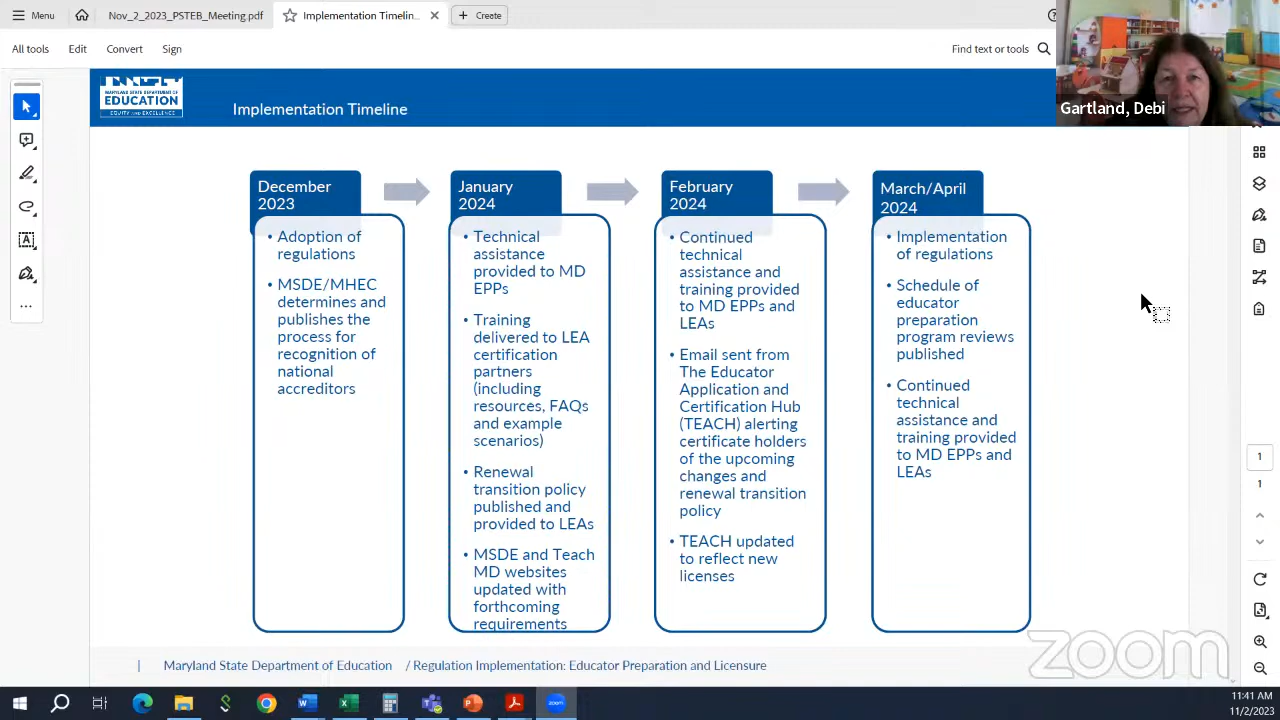 Menu
Nov_2_2023_PSTEB_Meeting.pdf
Implementation Timelin...
Create
All tools
Edit
Convert
Sign
Find text or tools
MARYLAND STATE DEPARTMENT OF
EDUCATION
EQUITY AND EXCELLENCE
Implementation Timeline
Gartland, Debi
December
2023
• Adoption of
regulations
• MSDE/MHEC
determines and
publishes the
process for
recognition of
national
accreditors
January
2024
• Technical
assistance
provided to MD
EPPs
• Training
delivered to LEA
certification
partners
(including
resources, FAQs
and example
scenarios)
• Renewal
transition policy
published and
provided to LEAs
• MSDE and Teach
MD websites
updated with
forthcoming
requirements
February
2024
• Continued
technical
assistance and
training provided
to MD EPPs and
LEAs
• Email sent from
The Educator
Application and
Certification Hub
(TEACH) alerting
certificate holders
of the upcoming
changes and
renewal transition
policy
• TEACH updated
to reflect new
licenses
March/April
2024
• Implementation
of regulations
• Schedule of
educator
preparation
program reviews
published
• Continued
technical
assistance and
training provided
to MD EPPs and
LEAs
1
1
| Maryland State Department of Education / Regulation Implementation: Educator Preparation and Licensure
zoom
11:41 AM
11/2/2023